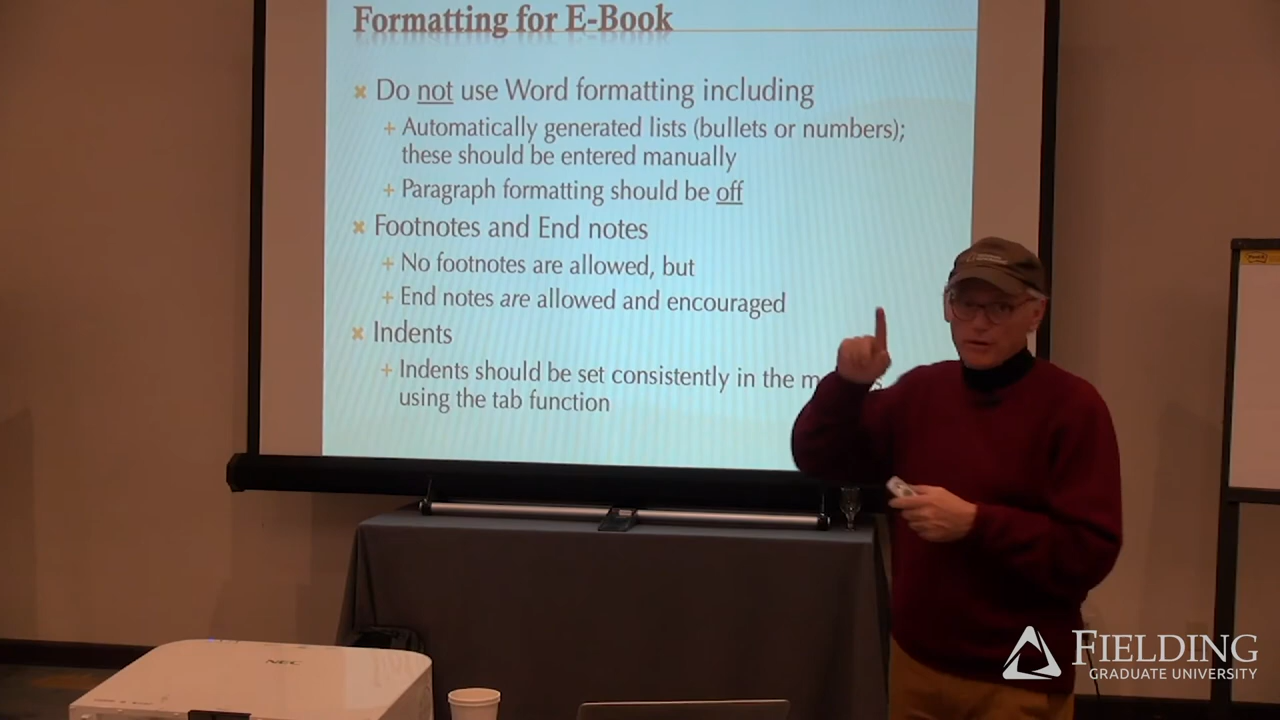 Formatting for E-Book
Do not use Word formatting including
Automatically generated lists (bullets or numbers);
these should be entered manually
Paragraph formatting should be off
Footnotes and End notes
No footnotes are allowed, but
End notes are allowed and encouraged
Indents
Indents should be set consistently in the
using the tab function
NEC
FIELDING
GRADUATE UNIVERSITY